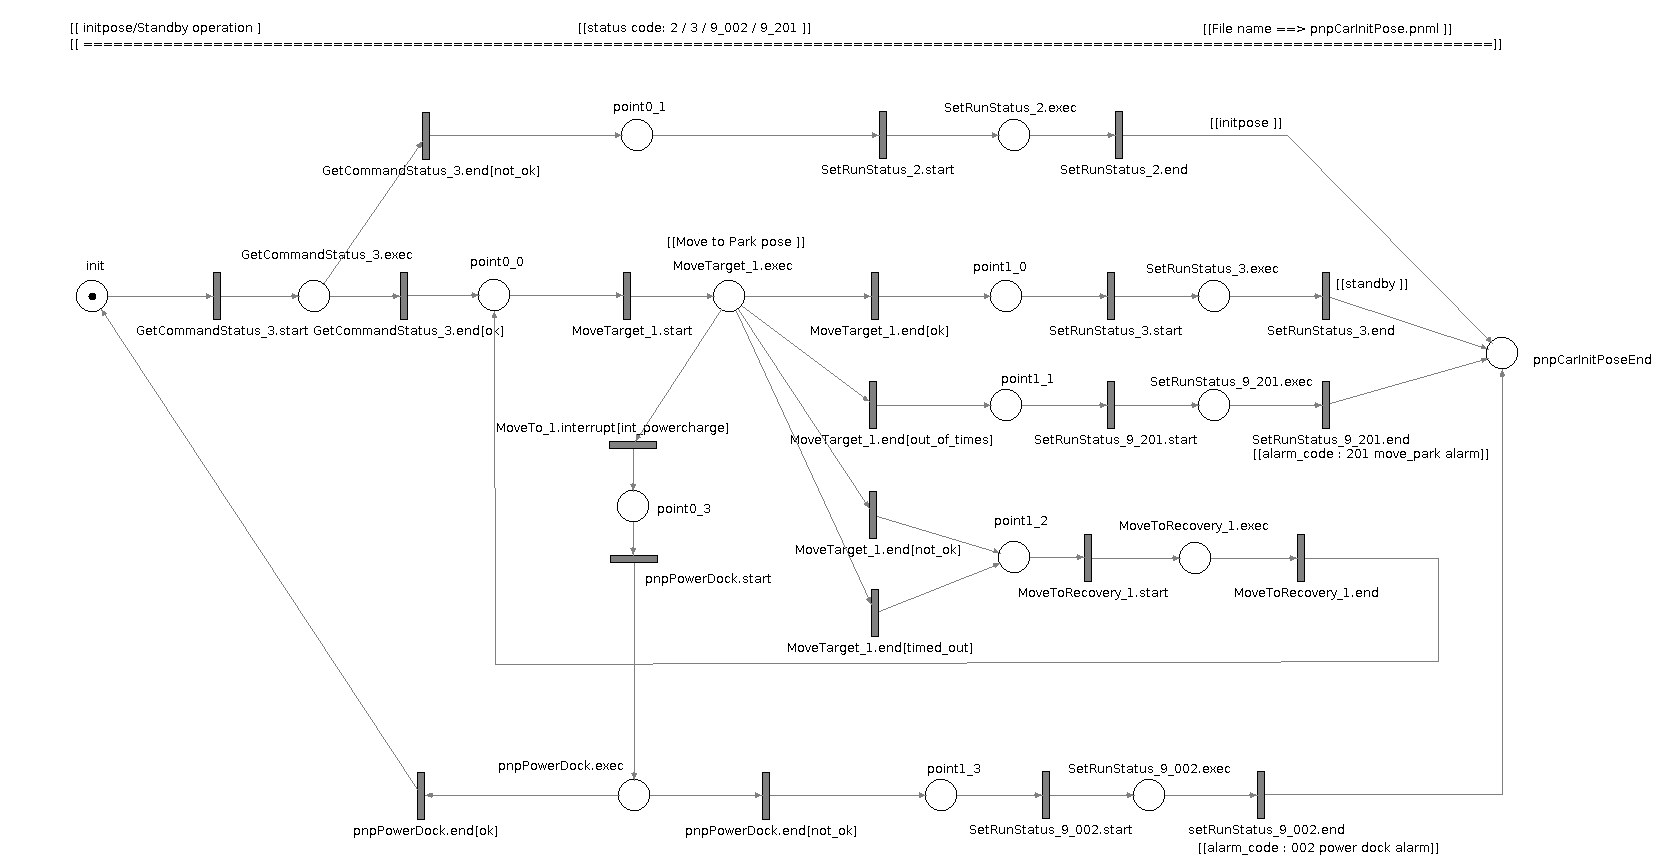 [[ initpose/Standby operation ]
[[status code: 2 / 3 / 9_002 / 9_201 ]]
[[File name ==> pnpCarInitPose.pnml ]]
[[ =============================================================================================================================================]]
point0_1
SetRunStatus_2.exec
[[initpose ]]
GetCommandStatus_3.end[not_ok]
SetRunStatus_2.start
SetRunStatus_2.end
[[Move to Park pose ]]
init
GetCommandStatus_3.exec
point0_0
MoveTarget_1.exec
point1_0
SetRunStatus_3.exec
[[standby ]]
GetCommandStatus_3.start
GetCommandStatus_3.end[ok]
MoveTarget_1.start
MoveTarget_1.end[ok]
SetRunStatus_3.start
SetRunStatus_3.end
pnpCarInitPoseEnd
point1_1
SetRunStatus_9_201.exec
MoveTo_1.interrupt[int_powercharge]
MoveTarget_1.end[out_of_times]
SetRunStatus_9_201.start
SetRunStatus_9_201.end
[[alarm_code : 201 move_park alarm]]
point0_3
point1_2
MoveToRecovery_1.exec
MoveTarget_1.end[not_ok]
pnpPowerDock.start
MoveToRecovery_1.start
MoveToRecovery_1.end
MoveTarget_1.end[timed_out]
pnpPowerDock.exec
point1_3
SetRunStatus_9_002.exec
pnpPowerDock.end[ok]
pnpPowerDock.end[not_ok]
SetRunStatus_9_002.start
setRunStatus_9_002.end
[[alarm_code : 002 power dock alarm]]